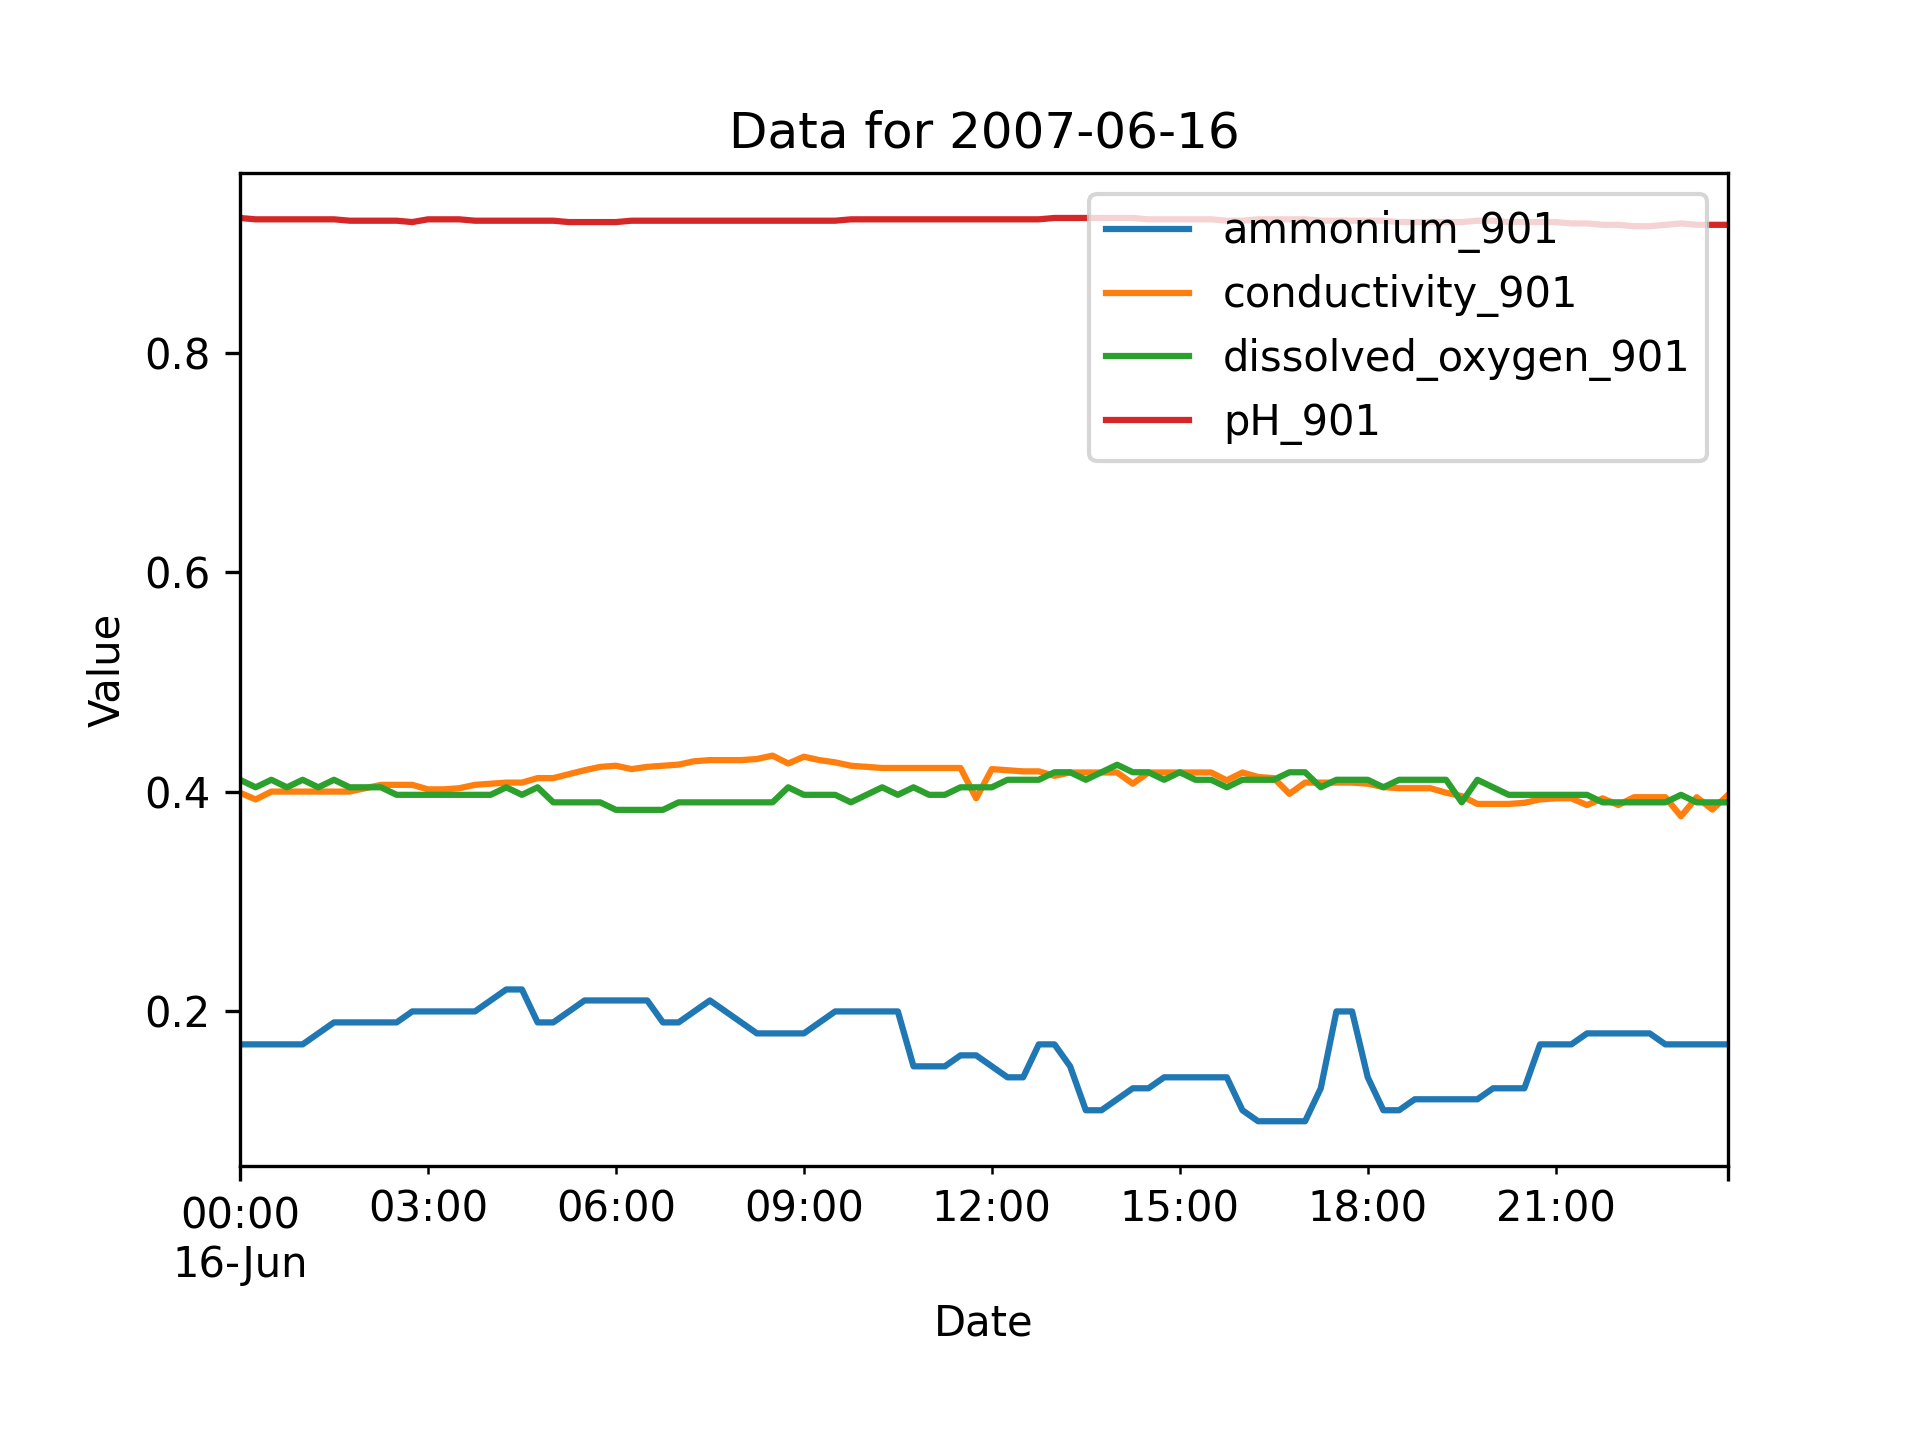 Data for 2007-06-16
ammonium_901
conductivity_901
dissolved_oxygen_901
pH_901
Value
0.8
0.6
0.4
0.2
00:00 03:00 06:00 09:00 12:00 15:00 18:00 21:00
16-Jun
Date